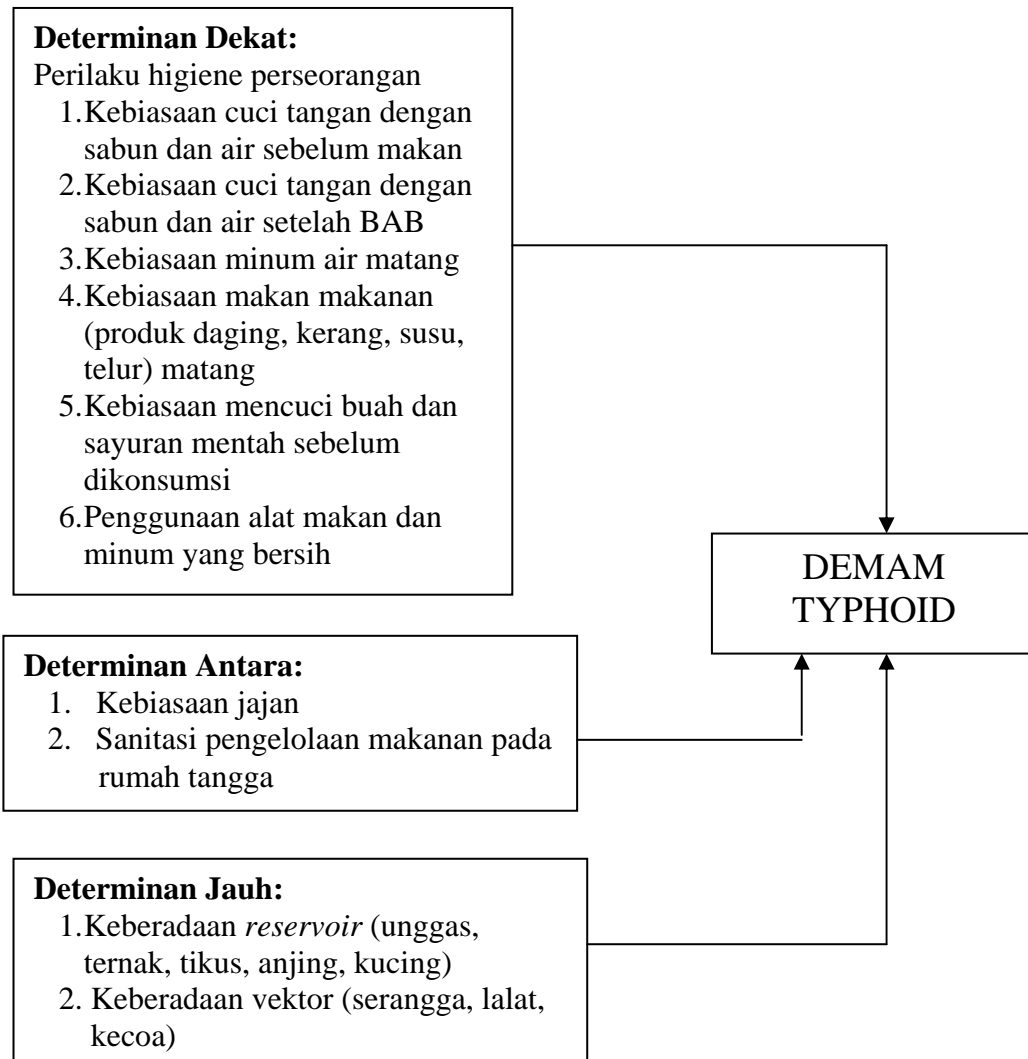 Determinan Dekat:
Perilaku higiene perseorangan
1.Kebiasaan cuci tangan dengan
sabun dan air sebelum makan
2.Kebiasaan cuci tangan dengan
sabun dan air setelah BAB
3.Kebiasaan minum air matang
4.Kebiasaan makan makanan
(produk daging, kerang, susu,
telur) matang
5.Kebiasaan mencuci buah dan
sayuran mentah sebelum
dikonsumsi
6.Penggunaan alat makan dan
minum yang bersih
DEMAM
TYPHOID
Determinan Antara:
1. Kebiasaan jajan
2. Sanitasi pengelolaan makanan pada
rumah tangga
Determinan Jauh:
1.Keberadaan reservoir (unggas,
ternak, tikus, anjing, kucing)
2. Keberadaan vektor (serangga, lalat,
kecoa)